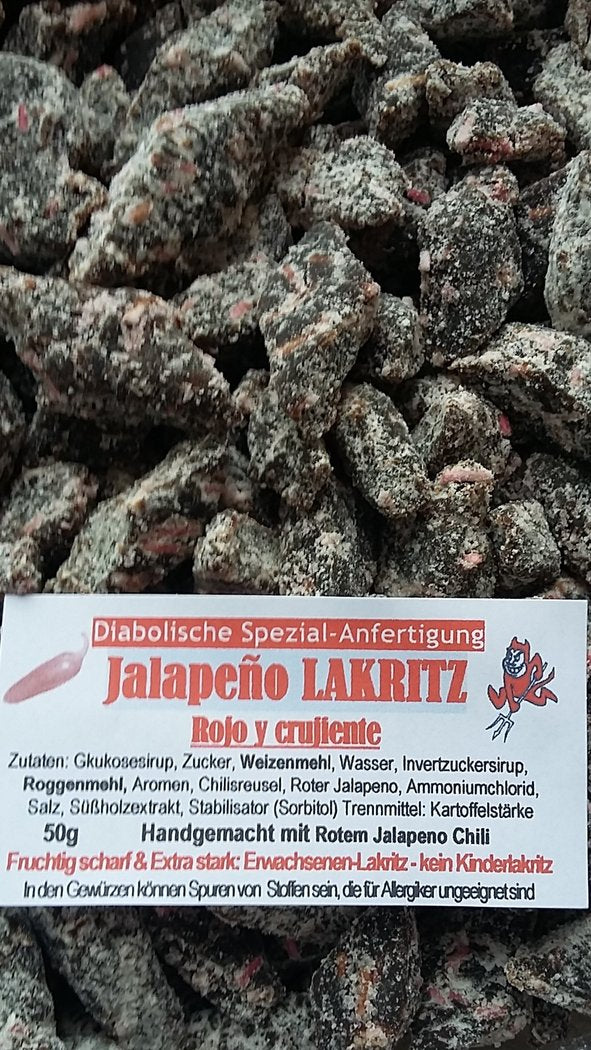 Diabolische Spezial-Anfertigung
Jalapeño LAKRITZ
Rojo y crujiente
Zutaten: Gkukosesirup, Zucker, Weizenmehl, Wasser, Invertzuckersirup,
Roggenmehl, Aromen, Chilisreusel, Roter Jalapeno, Ammoniumchlorid,
Salz, Süßholzextrakt, Stabilisator (Sorbitol) Trennmittel: Kartoffelstärke
50g Handgemacht mit Rotem Jalapeno Chili
Fruchtig scharf & Extra stark: Erwachsenen-Lakritz - kein Kinderlakritz
In den Gewürzen können Spuren von Stoffen sein, die für Allergiker ungeeignet sind